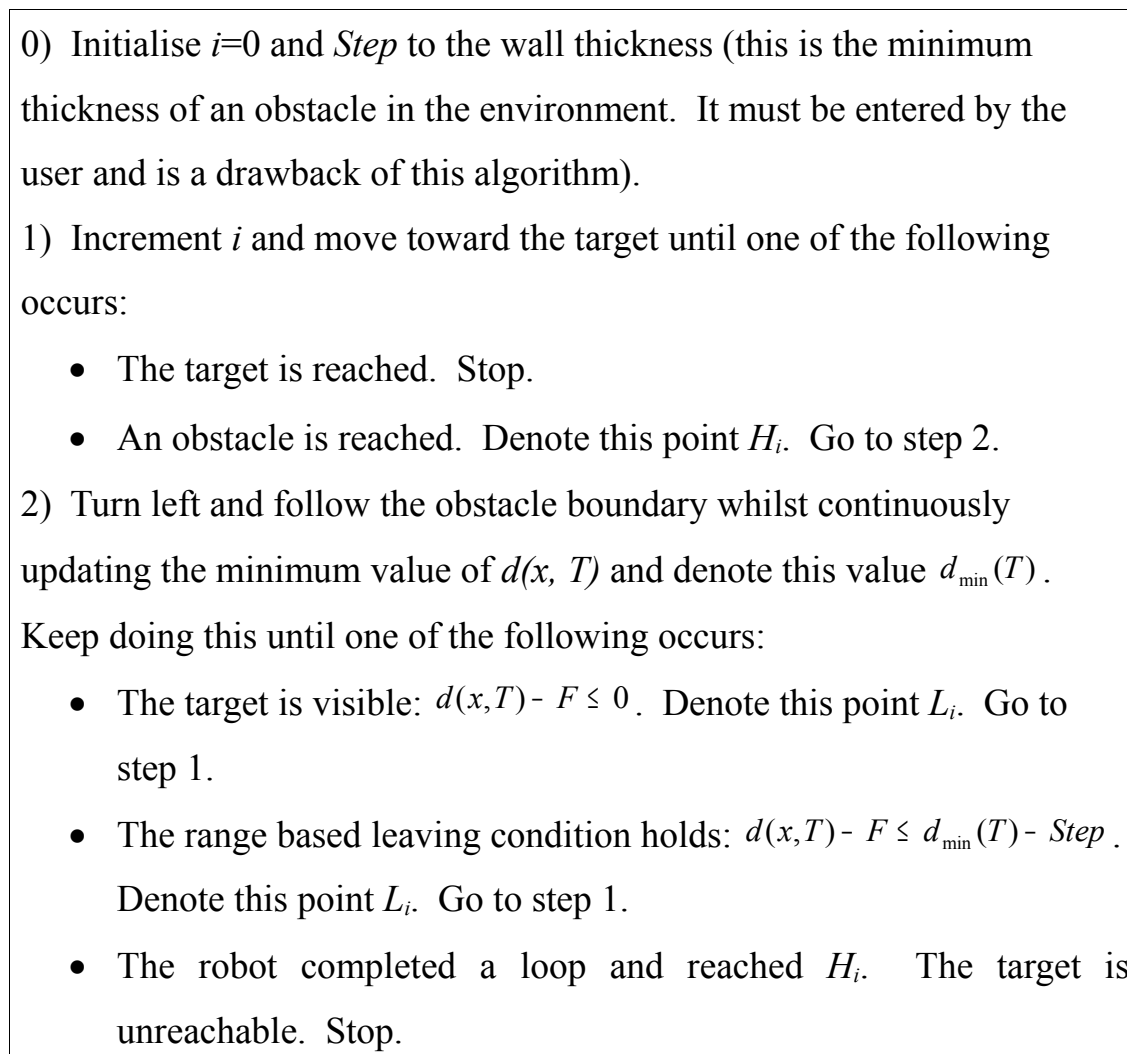 0) Initialise i=0 and Step to the wall thickness (this is the minimum
thickness of an obstacle in the environment. It must be entered by the
user and is a drawback of this algorithm).
1) Increment i and move toward the target until one of the following
occurs:
• The target is reached. Stop.
• An obstacle is reached. Denote this point Hᵢ. Go to step 2.
2) Turn left and follow the obstacle boundary whilst continuously
updating the minimum value of d(x, T) and denote this value d_min(T).
Keep doing this until one of the following occurs:
• The target is visible: d(x,T) - F ≤ 0. Denote this point Lᵢ. Go to
step 1.
• The range based leaving condition holds: d(x,T) - F ≤ d_min(T) - Step.
Denote this point Lᵢ. Go to step 1.
• The robot completed a loop and reached Hᵢ. The target is
unreachable. Stop.